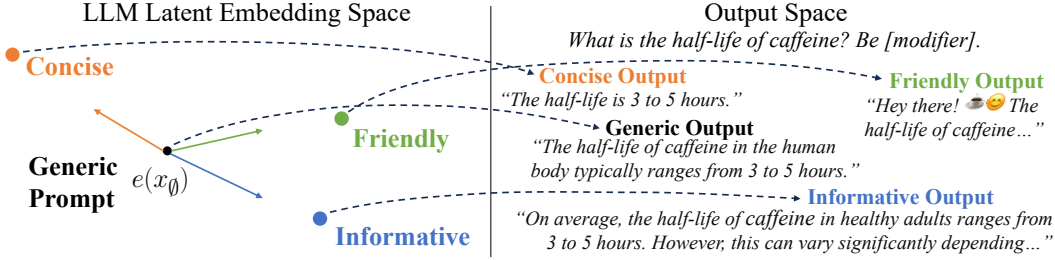 LLM Latent Embedding Space
Concise
Generic
Prompt
e(x_∅)
Friendly
Informative
Output Space
What is the half-life of caffeine? Be [modifier].
Concise Output
“The half-life is 3 to 5 hours.”
Friendly Output
“Hey there! ☕😊 The
half-life of caffeine…”
Generic Output
“The half-life of caffeine in the human
body typically ranges from 3 to 5 hours.”
Informative Output
“On average, the half-life of caffeine in healthy adults ranges from
3 to 5 hours. However, this can vary significantly depending…”